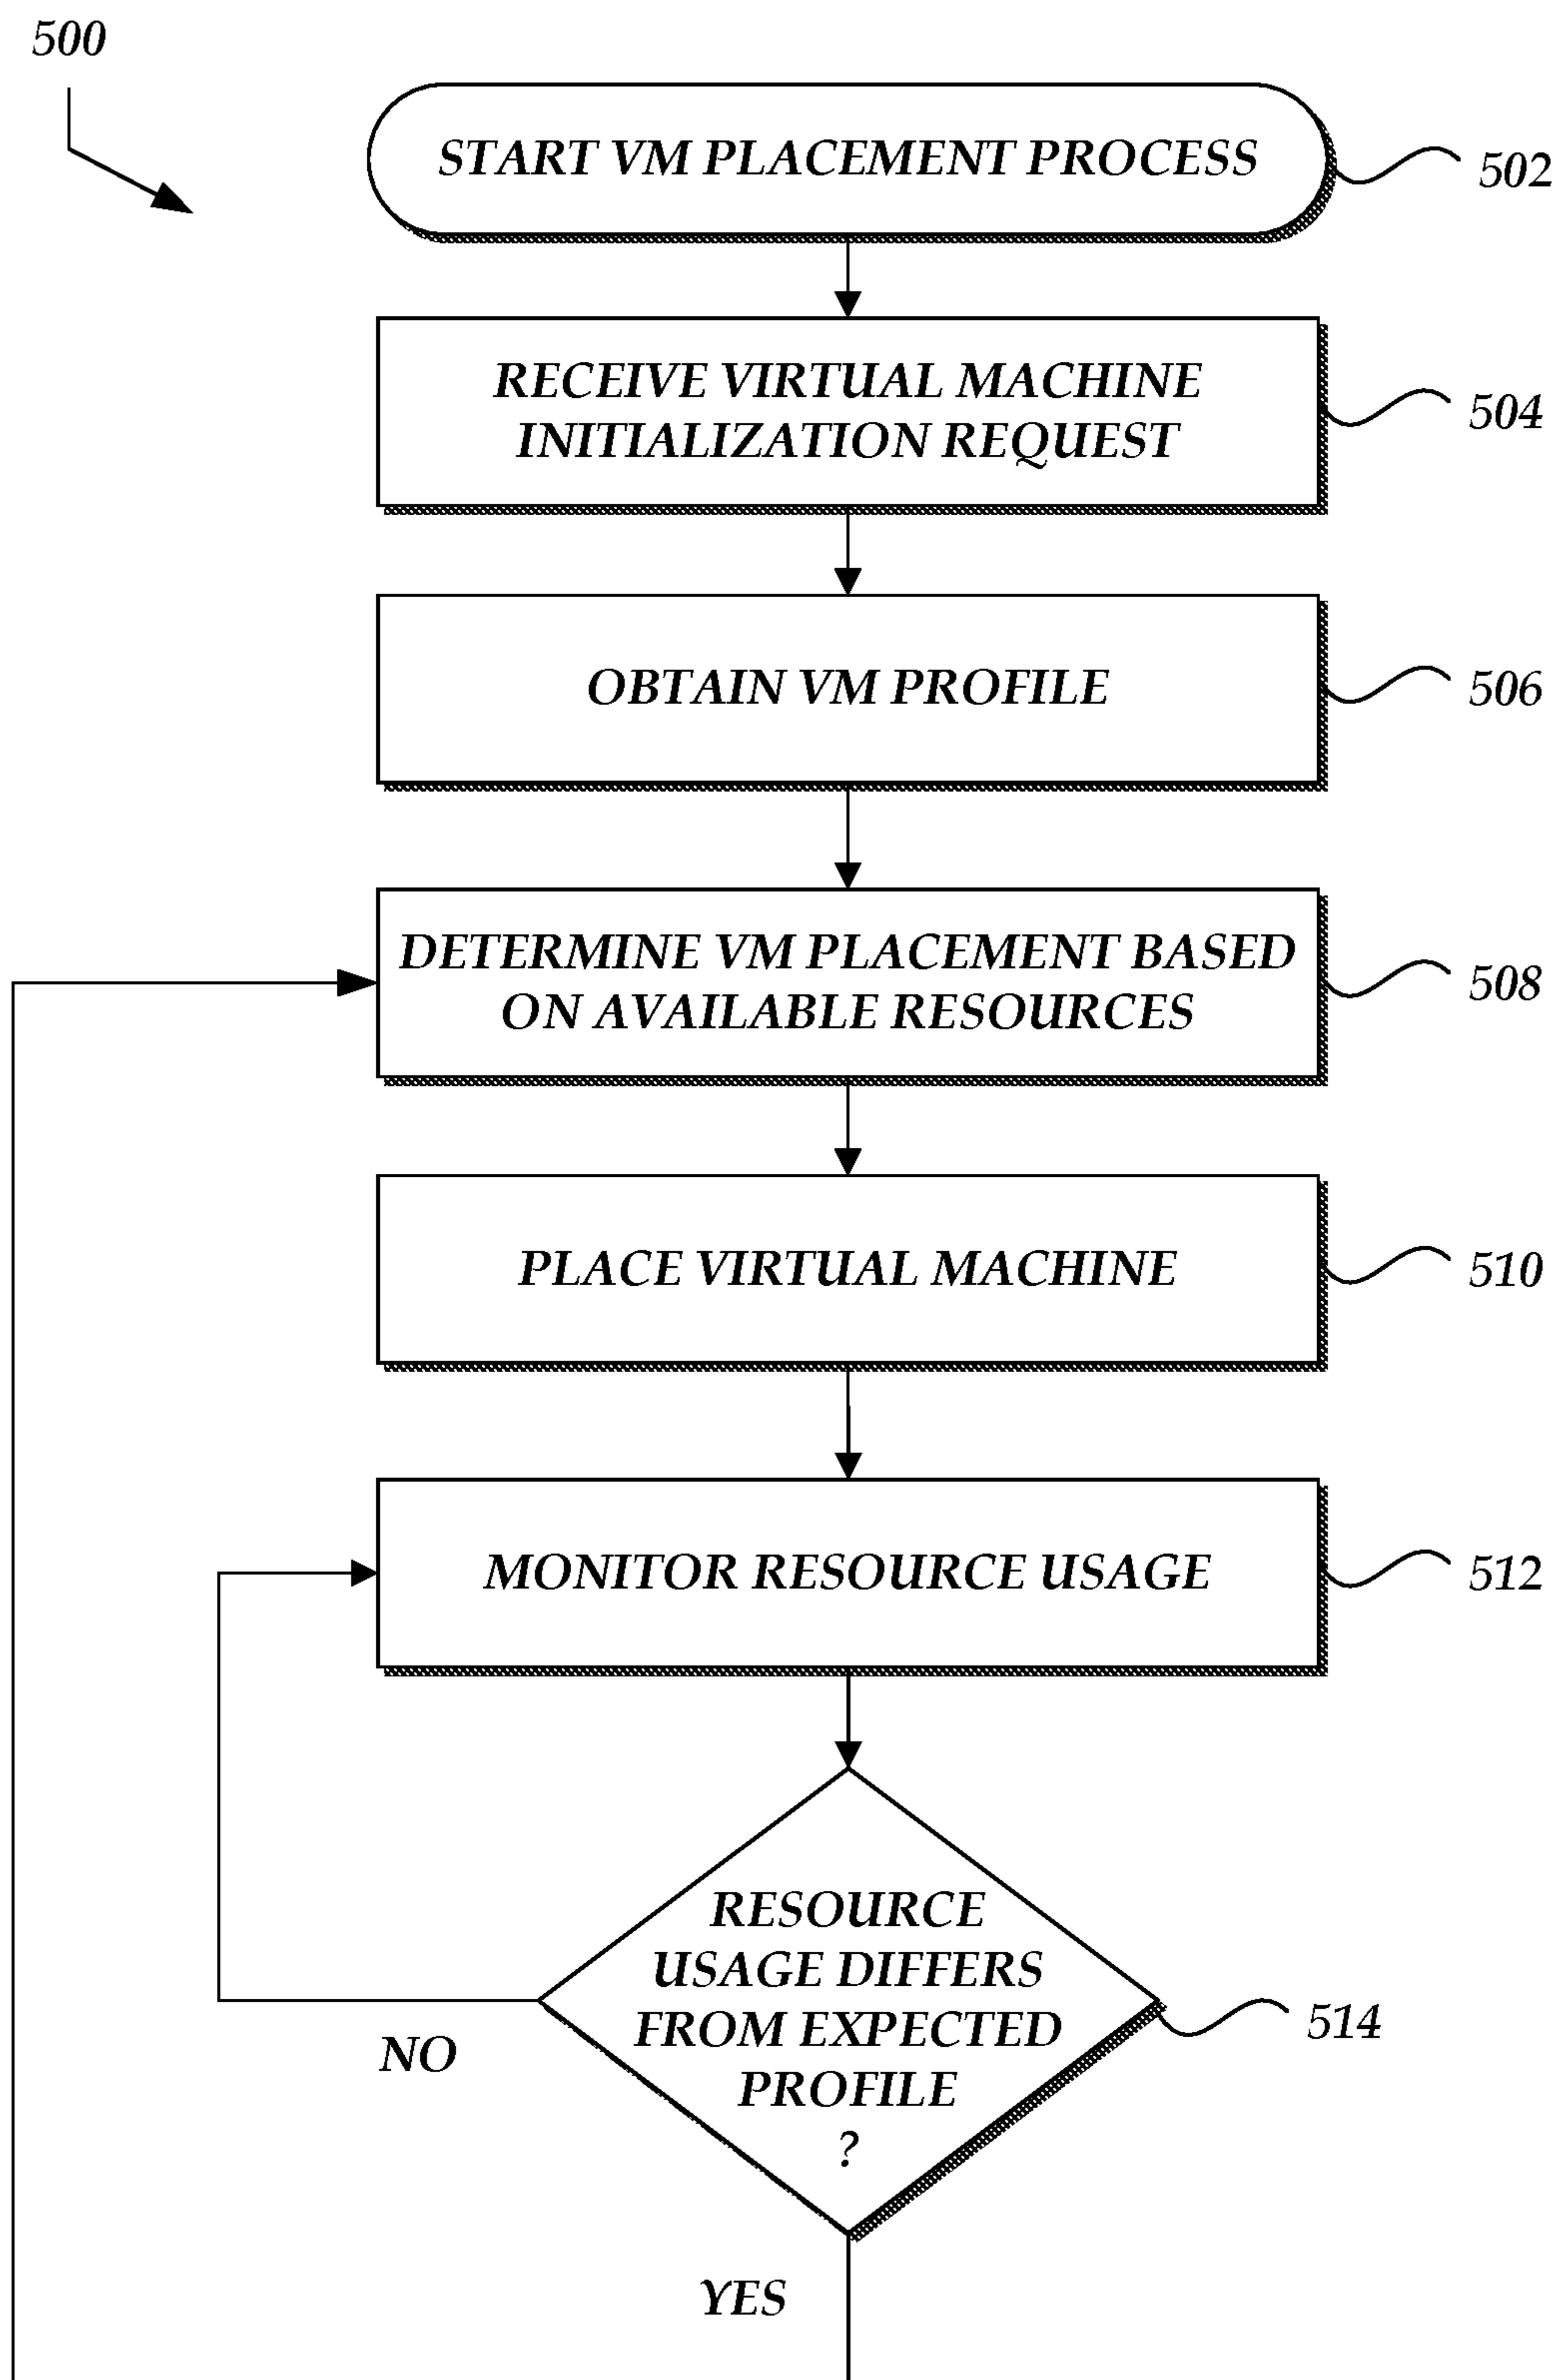 500
START VM PLACEMENT PROCESS
502
RECEIVE VIRTUAL MACHINE
INITIALIZATION REQUEST
504
OBTAIN VM PROFILE
506
DETERMINE VM PLACEMENT BASED
ON AVAILABLE RESOURCES
508
PLACE VIRTUAL MACHINE
510
MONITOR RESOURCE USAGE
512
RESOURCE
USAGE DIFFERS
FROM EXPECTED
PROFILE
?
514
NO
YES